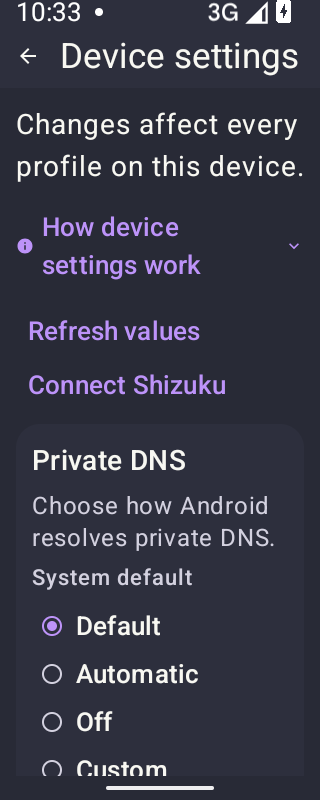 10:33
3G
Device settings
Changes affect every
profile on this device.
How device
settings work
Refresh values
Connect Shizuku
Private DNS
Choose how Android
resolves private DNS.
System default
Default
Automatic
Off
Custom